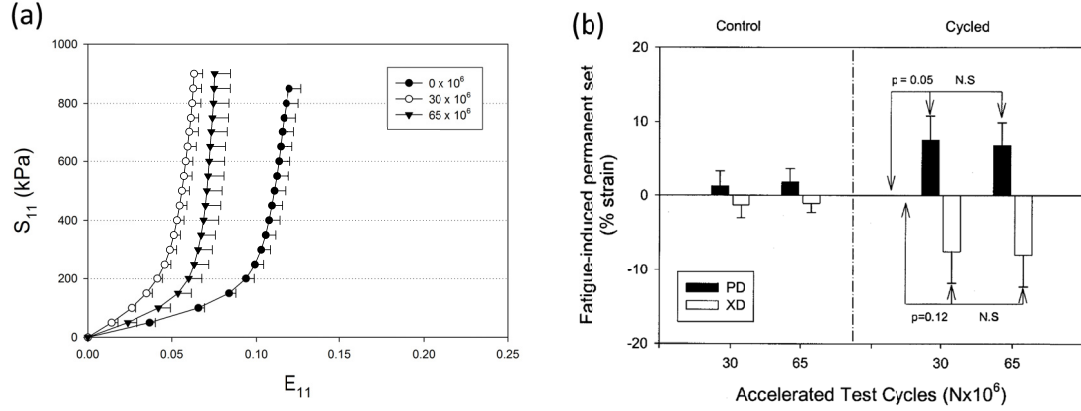 (a)
1000
800
600
400
200
0
S11 (kPa)
0.00
0.05
0.10
0.15
0.20
0.25
E11
0 x 10^6
30 x 10^6
65 x 10^6
(b)
Control
Cycled
Fatigue-induced permanent set
(% strain)
20
10
0
-10
-20
p = 0.05
N.S
PD
XD
p=0.12
N.S
30
65
30
65
Accelerated Test Cycles (Nx10^6)